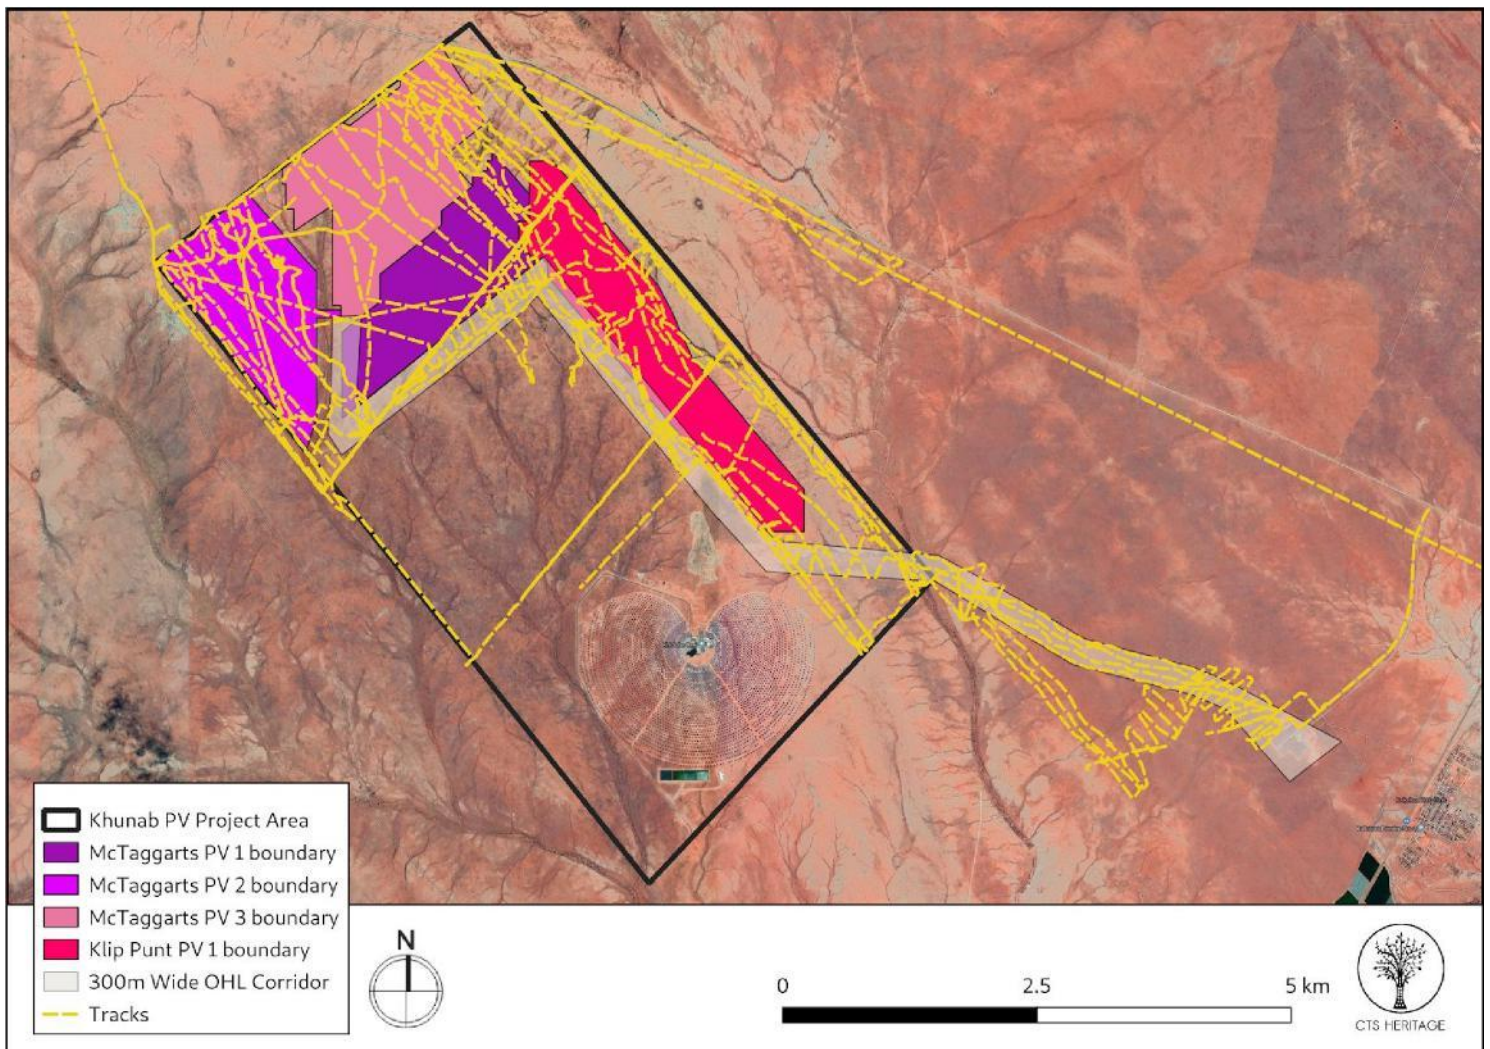 Khunab PV Project Area
McTaggarts PV 1 boundary
McTaggarts PV 2 boundary
McTaggarts PV 3 boundary
Klip Punt PV 1 boundary
300m Wide OHL Corridor
Tracks
N
0 2.5 5 km
CTS HERITAGE